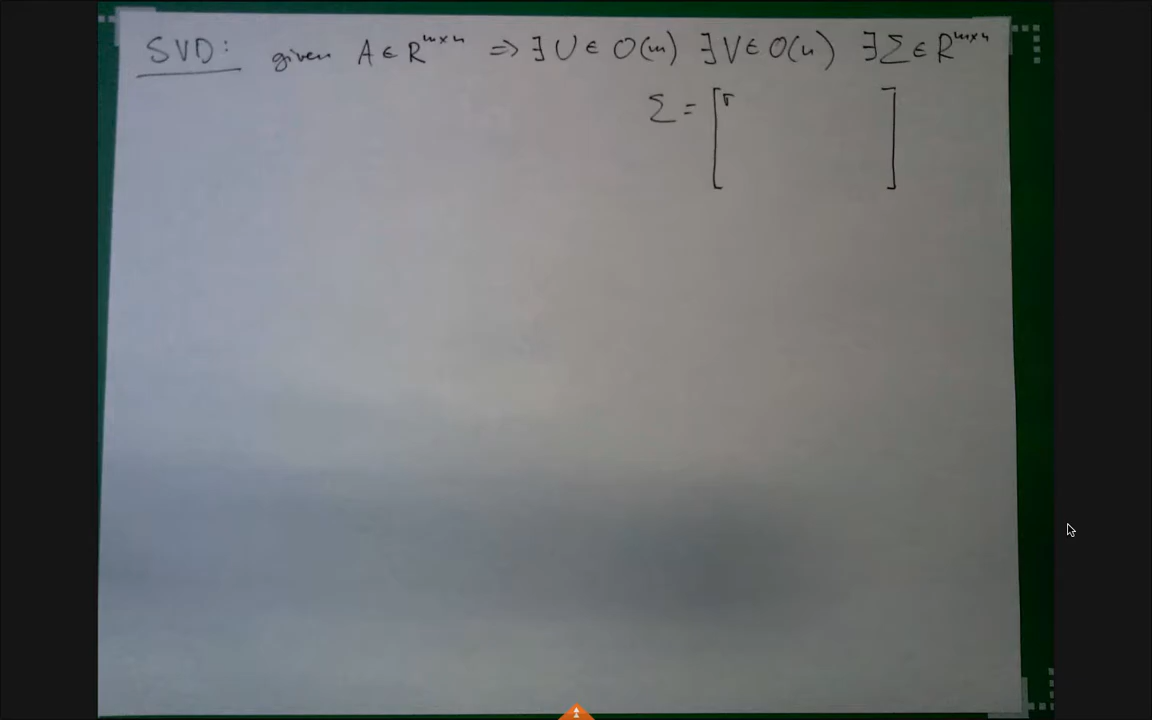 SVD: given A ∈ R^{m×n} ⇒ ∃ U ∈ O(m) ∃ V ∈ O(n) ∃ Σ ∈ R^{m×n}
Σ = [ ]